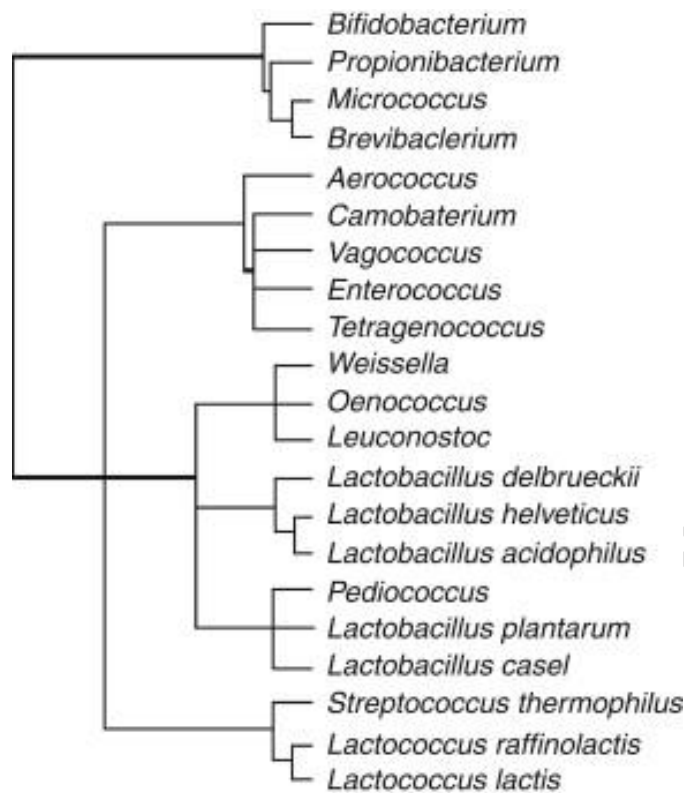 Bifidobacterium
Propionibacterium
Micrococcus
Brevibaclerium
Aerococcus
Camobaterium
Vagococcus
Enterococcus
Tetragenococcus
Weissella
Oenococcus
Leuconostoc
Lactobacillus delbrueckii
Lactobacillus helveticus
Lactobacillus acidophilus
Pediococcus
Lactobacillus plantarum
Lactobacillus casel
Streptococcus thermophilus
Lactococcus raffinolactis
Lactococcus lactis